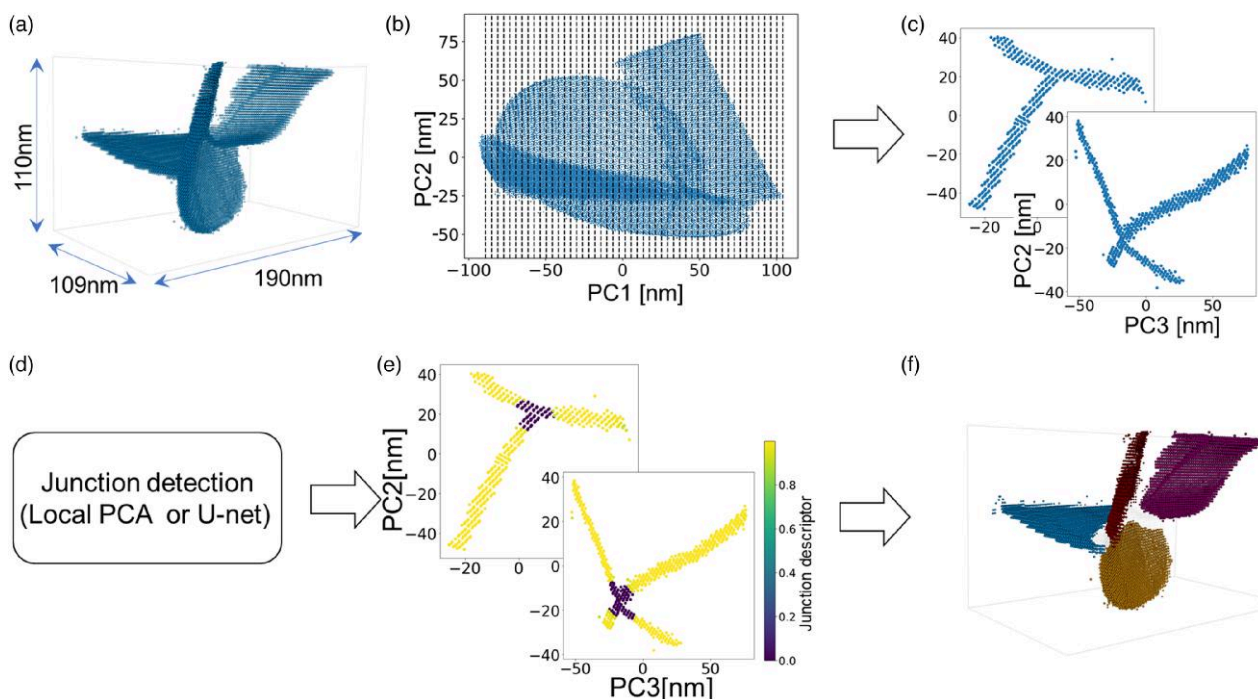 (a)
110nm
109nm
190nm
(b)
PC2 [nm]
75
50
25
0
−25
−50
−100
−50
0
50
100
PC1 [nm]
(c)
40
20
0
−20
−40
−20
0
PC2 [nm]
40
20
0
−20
−40
−50
0
50
PC3 [nm]
(d)
Junction detection
(Local PCA or U-net)
(e)
PC2[nm]
40
20
0
−20
−40
−20
0
40
20
0
−20
−40
−50
0
50
PC3[nm]
0.8
0.6
0.4
0.2
0.0
Junction descriptor
(f)